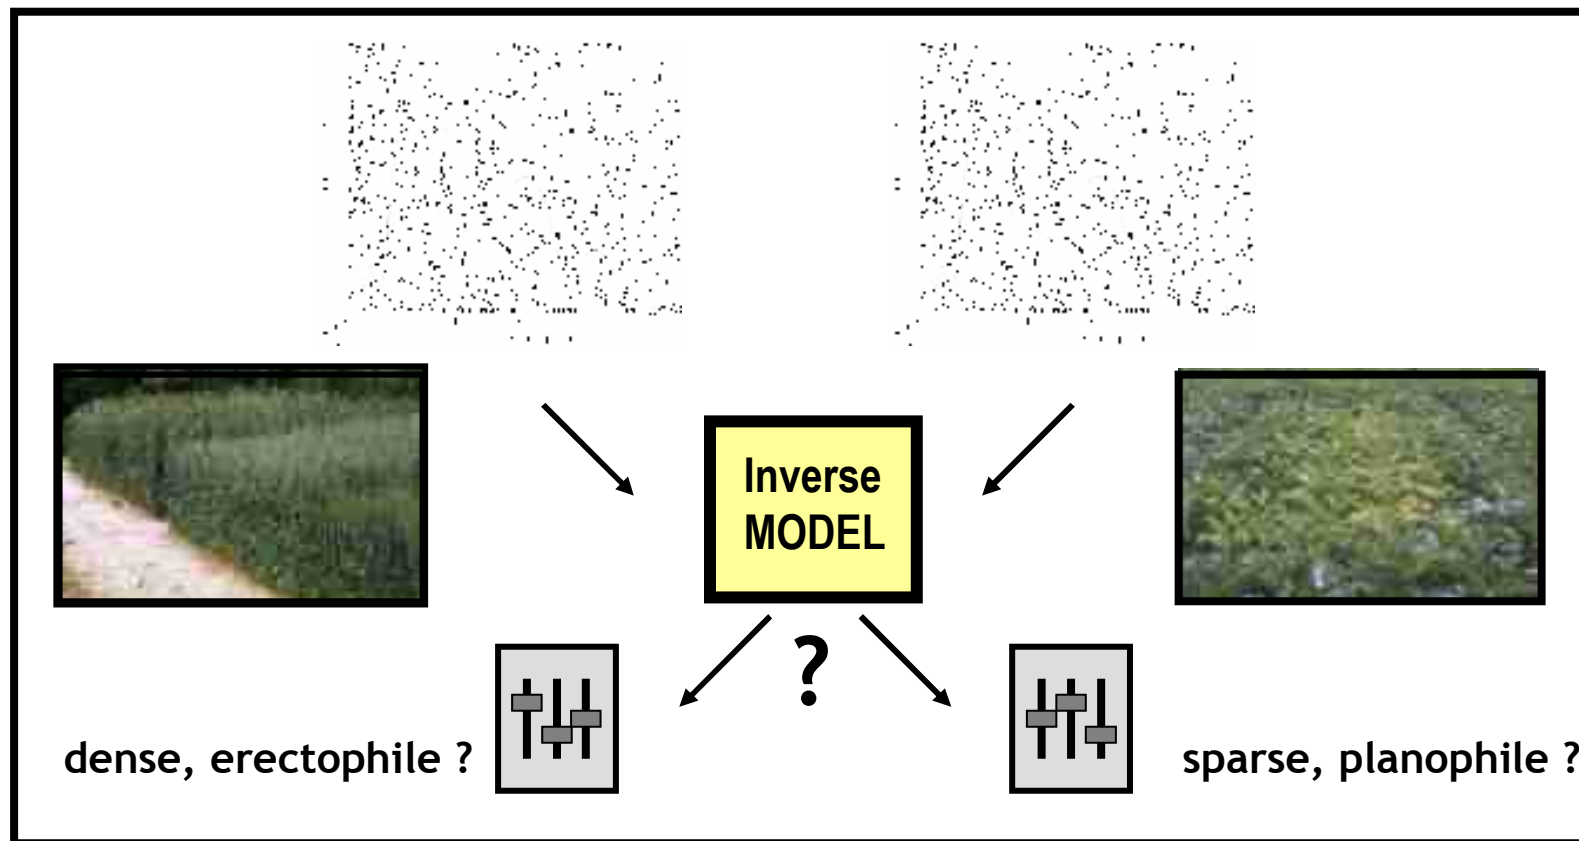 Inverse
MODEL
?
dense, erectophile ?
sparse, planophile ?